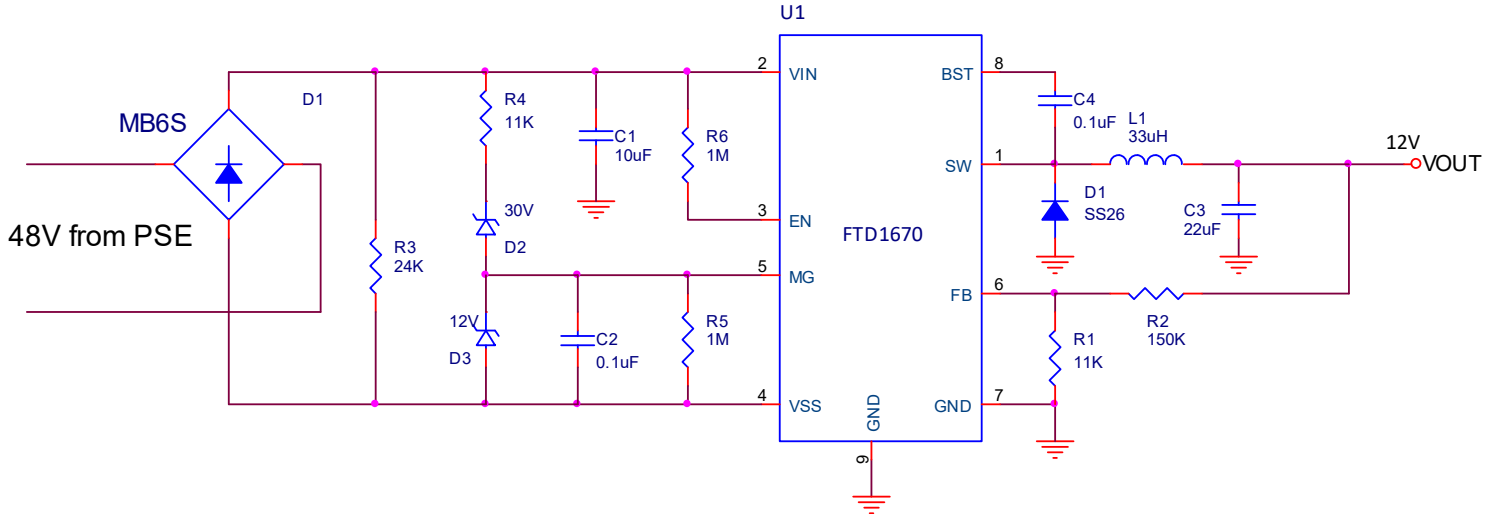 U1
MB6S
D1
48V from PSE
R3
24K
R4
11K
30V
D2
12V
D3
C1
10uF
C2
0.1uF
R6
1M
R5
1M
2
VIN
3
EN
5
MG
4
VSS
FTD1670
GND
9
BST
8
SW
1
FB
6
GND
7
C4
0.1uF
L1
33uH
D1
SS26
C3
22uF
R1
11K
R2
150K
12V
VOUT